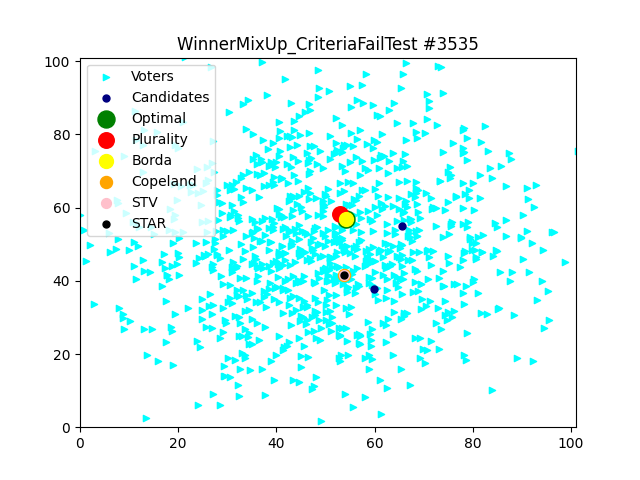 WinnerMixUp_CriteriaFailTest #3535
100
80
60
40
20
0
0 20 40 60 80 100
Voters
Candidates
Optimal
Plurality
Borda
Copeland
STV
STAR